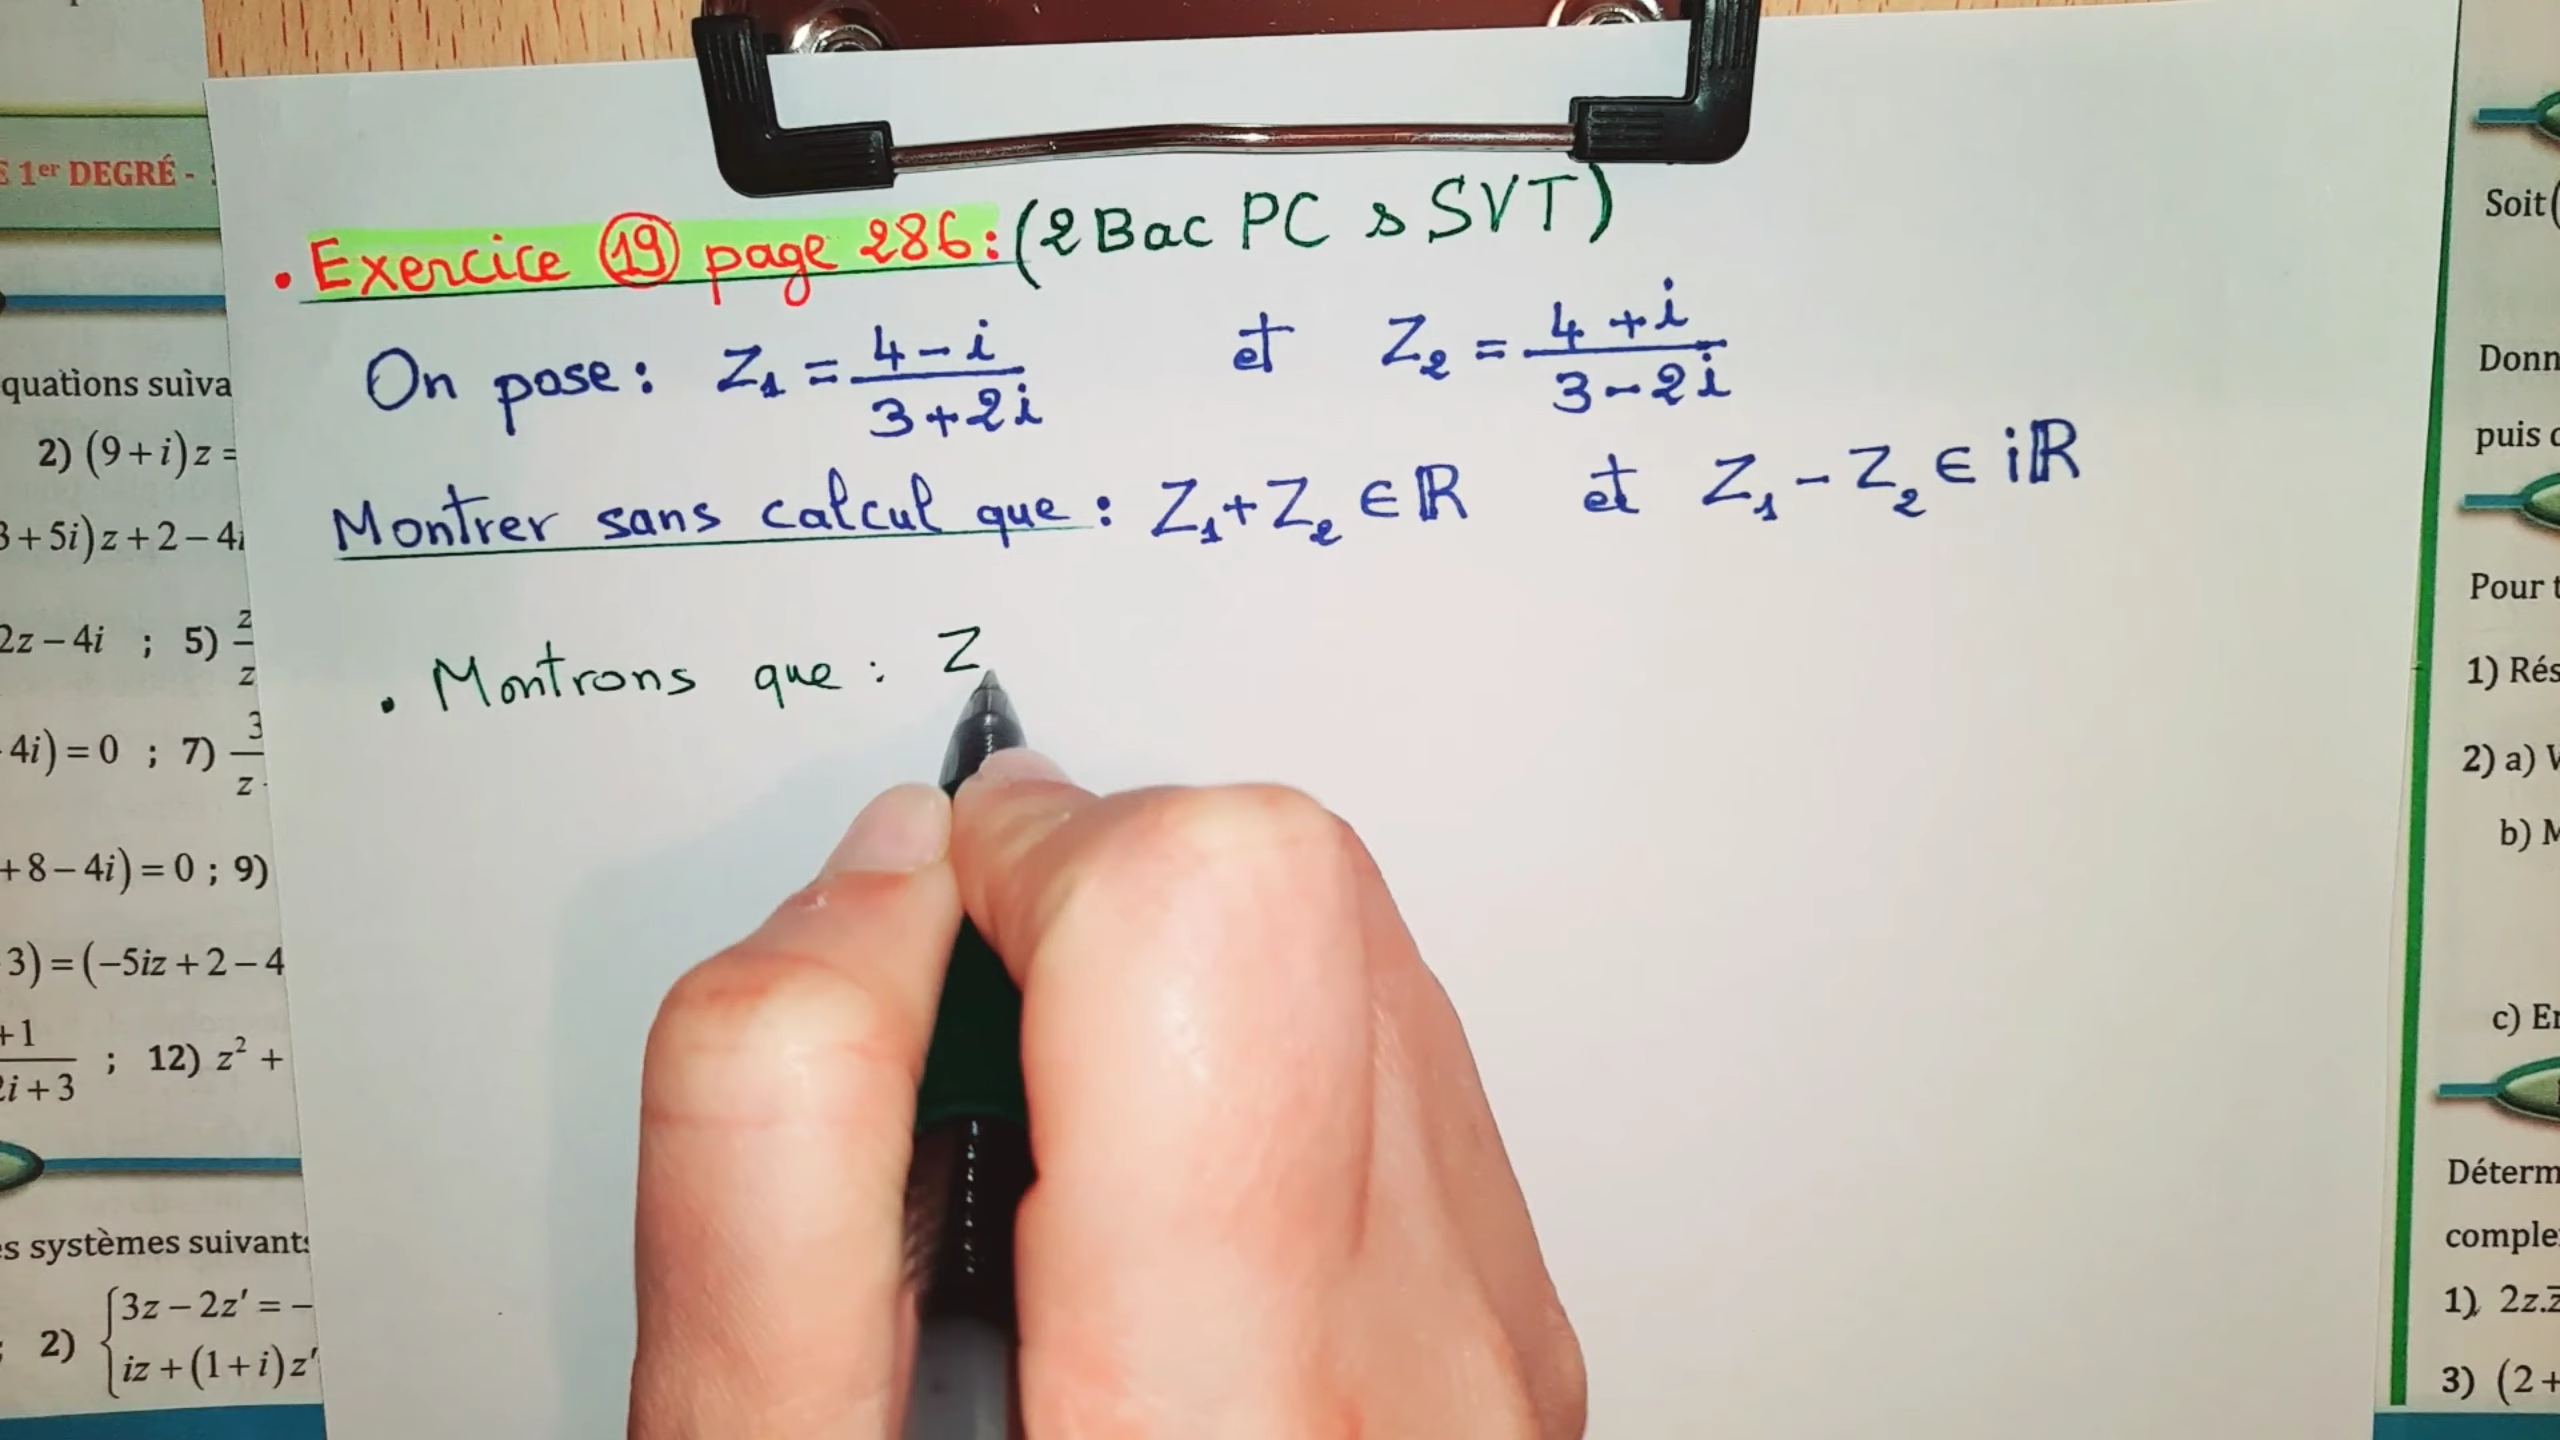 E 1er DEGRÉ -
quations suiva
2) (9+i)z =
3+5i)z+2-4i
2z-4i ; 5) z/z
4i)=0 ; 7) 3/z
+8-4i)=0 ; 9)
3)=(-5iz+2-4
+1/2i+3 ; 12) z² +
es systèmes suivants
; 2) {3z-2z'=-
iz+(1+i)z'
• Exercice 19 page 286: (2Bac PC s SVT)
On pose: Z₁ = (4-i)/(3+2i) et Z₂ = (4+i)/(3-2i)
Montrer sans calcul que: Z₁+Z₂ ∈ ℝ et Z₁-Z₂ ∈ iℝ
• Montrons que: Z
Soit(
Donn
puis
Pour t
1) Rés
2) a) V
b) M
c) En
Déterm
comple
1) 2z.z̅
3) (2+